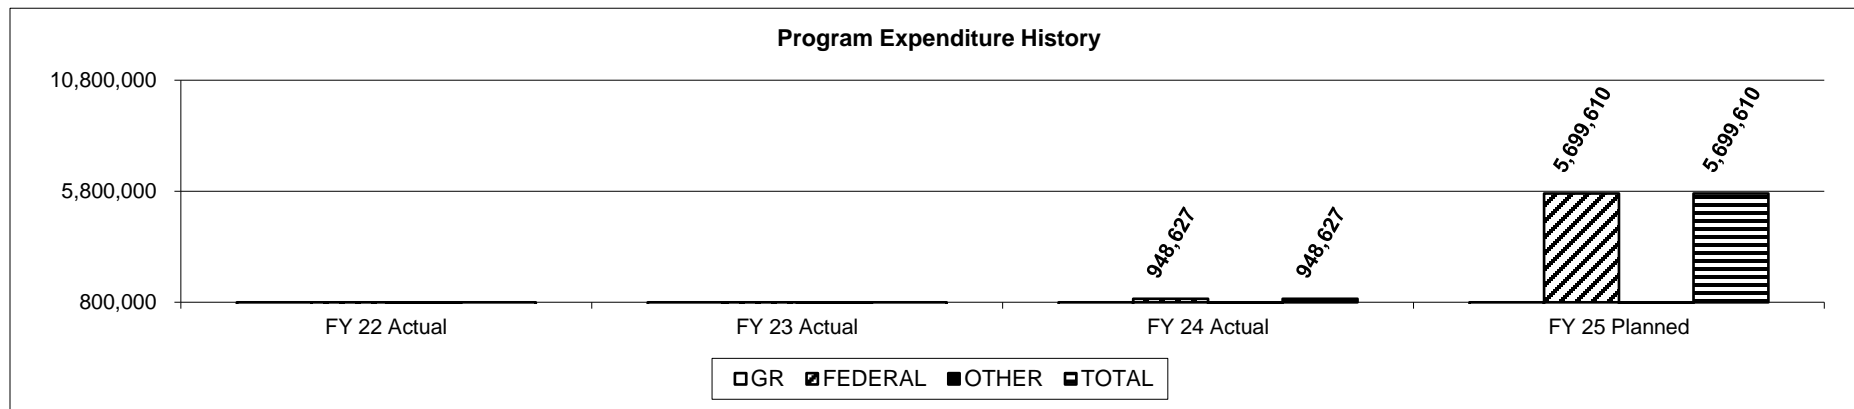 Program Expenditure History
10,800,000
5,800,000
800,000
948,627
948,627
5,699,610
5,699,610
FY 22 Actual
FY 23 Actual
FY 24 Actual
FY 25 Planned
GR FEDERAL OTHER TOTAL